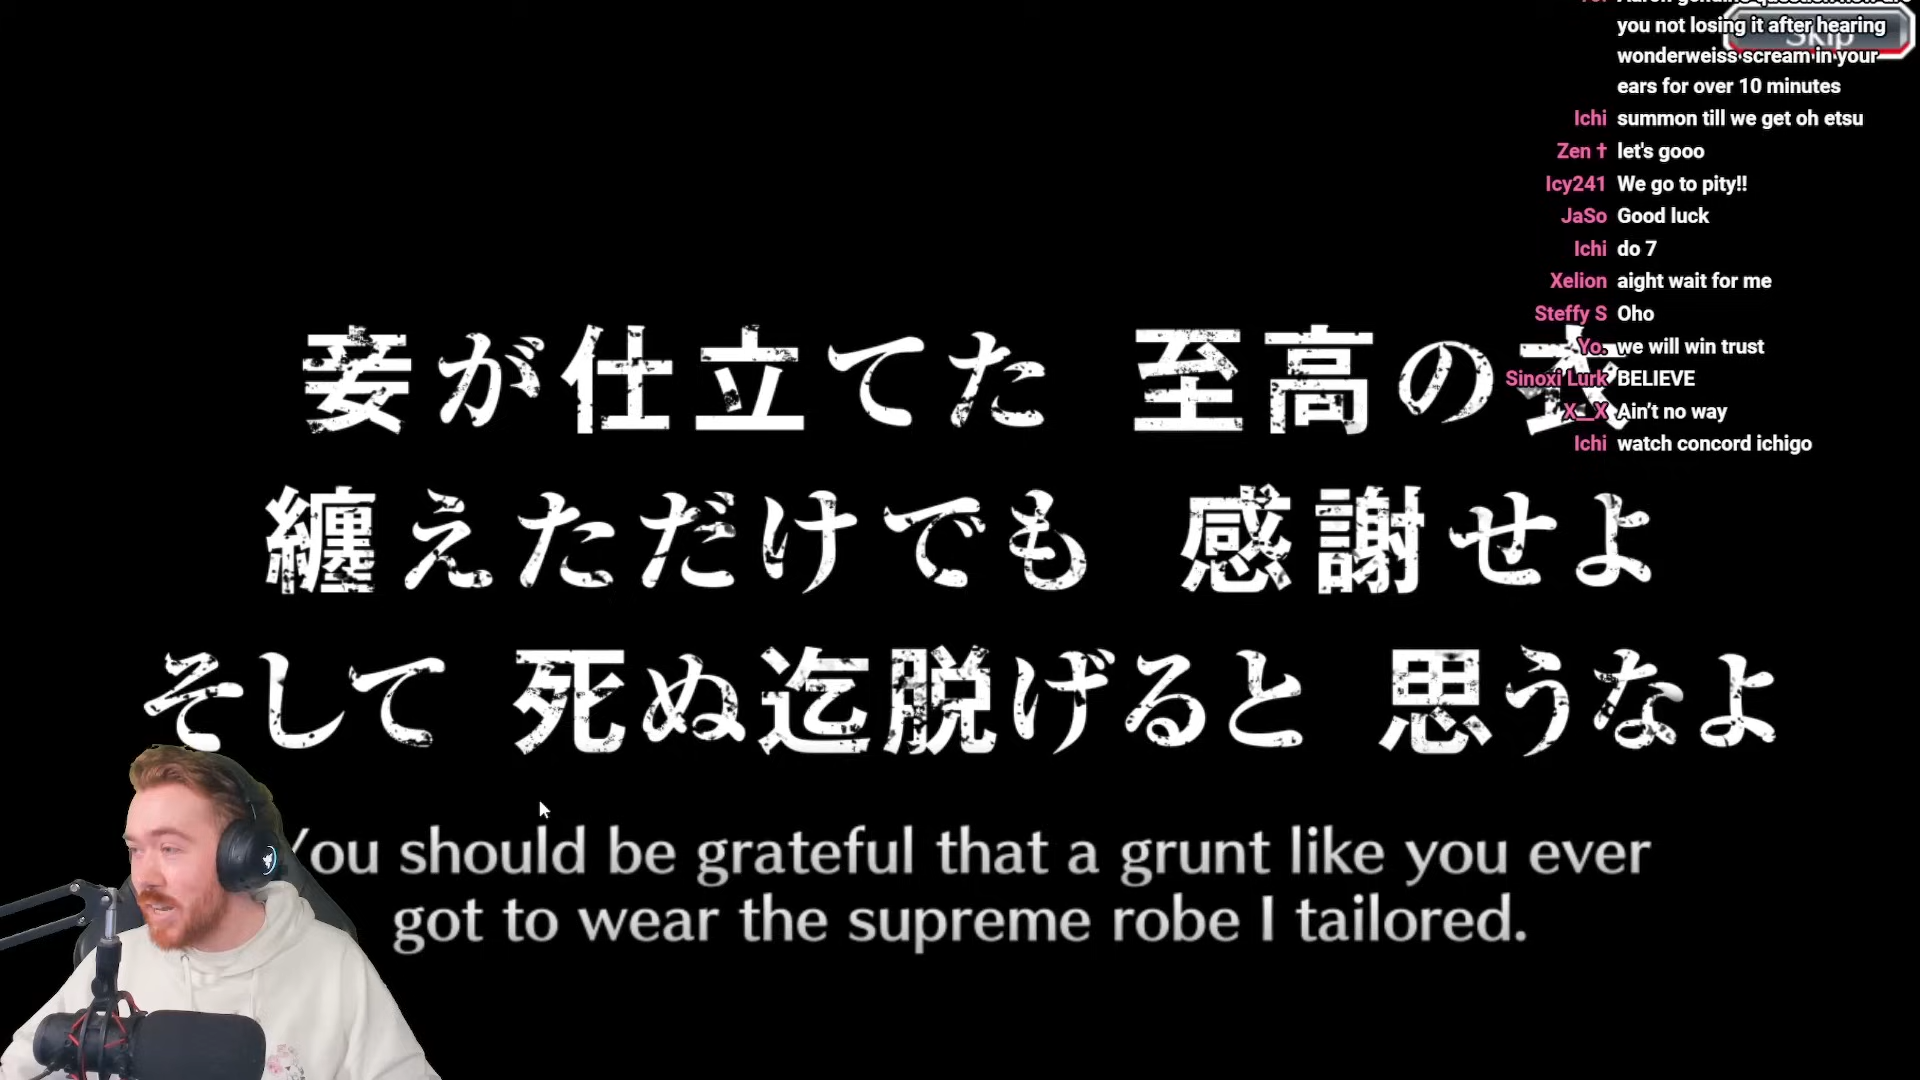 you not losing it after hearing
Skip
wonderweiss scream in your
ears for over 10 minutes
Ichi summon till we get oh etsu
Zen † let's gooo
Icy241 We go to pity!!
JaSo Good luck
Ichi do 7
Xelion aight wait for me
Steffy S Oho
Yo. we will win trust
Sinoxi Lurk BELIEVE
X__X Ain't no way
Ichi watch concord ichigo
妾が仕立てた 至高の衣
纏えただけでも 感謝せよ
そして 死ぬ迄脱げると 思うなよ
You should be grateful that a grunt like you ever
got to wear the supreme robe I tailored.